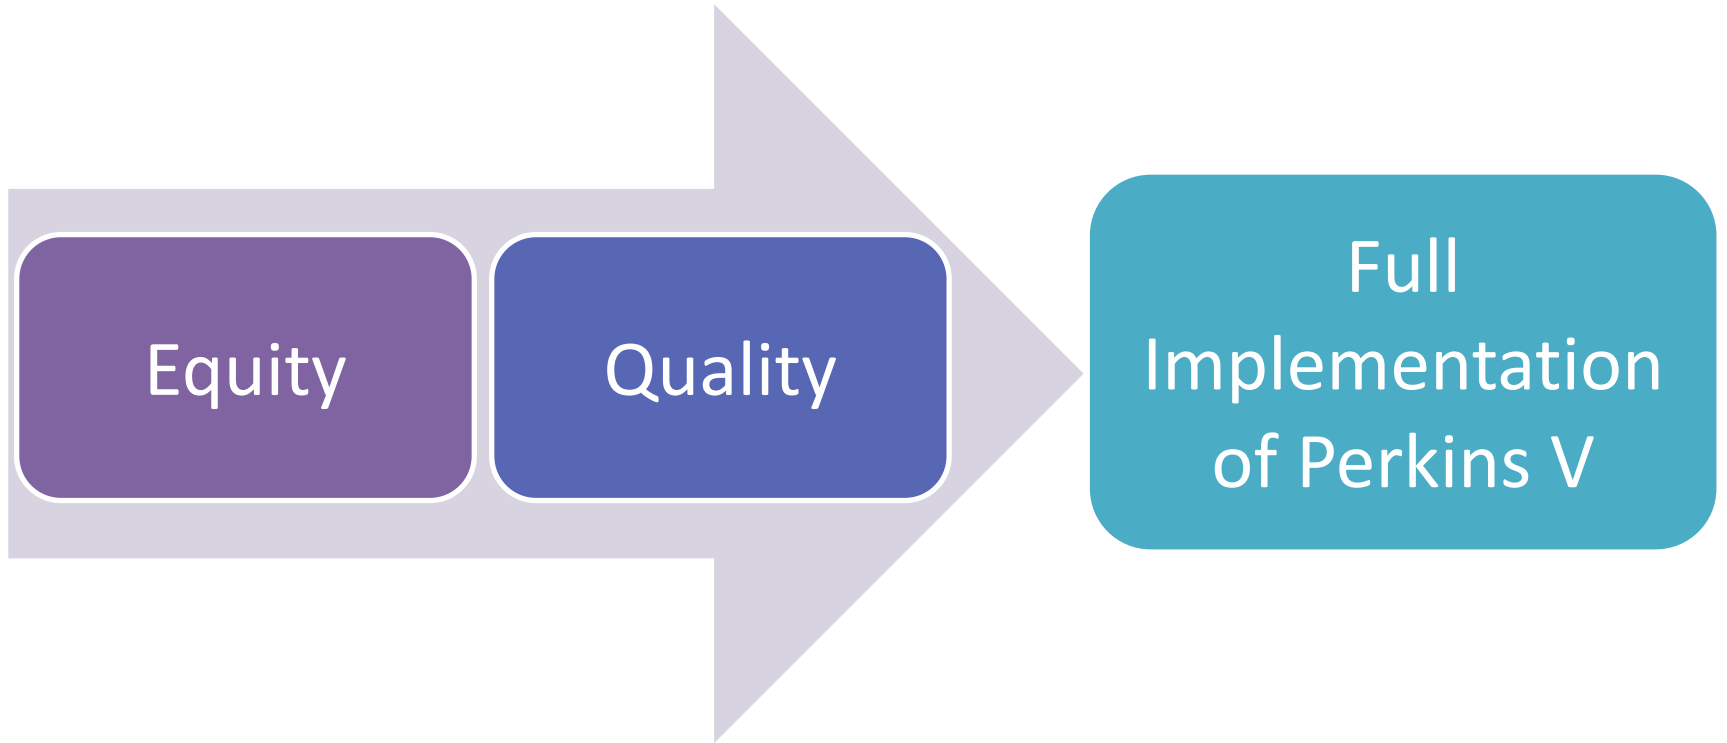 Equity
Quality
Full
Implementation
of Perkins V